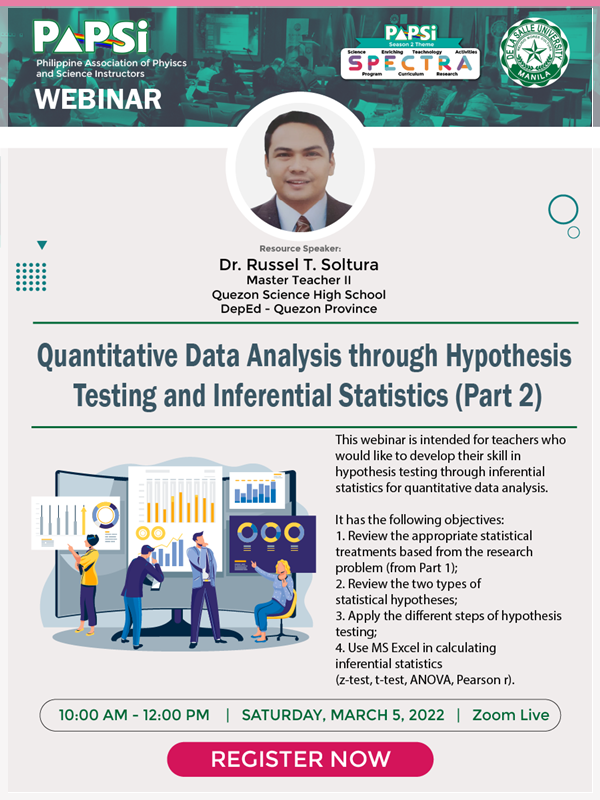 PAPSi
Philippine Association of Phyiscs
and Science Instructors
WEBINAR
PAPSi
Season 2 Theme
Science Enriching Technology Activities
SPECTRA
Program Curriculum Research
DE LA SALLE UNIVERSITY
MANILA
Resource Speaker:
Dr. Russel T. Soltura
Master Teacher II
Quezon Science High School
DepEd - Quezon Province
Quantitative Data Analysis through Hypothesis
Testing and Inferential Statistics (Part 2)
This webinar is intended for teachers who
would like to develop their skill in
hypothesis testing through inferential
statistics for quantitative data analysis.
It has the following objectives:
1. Review the appropriate statistical
treatments based from the research
problem (from Part 1);
2. Review the two types of
statistical hypotheses;
3. Apply the different steps of hypothesis
testing;
4. Use MS Excel in calculating
inferential statistics
(z-test, t-test, ANOVA, Pearson r).
10:00 AM - 12:00 PM | SATURDAY, MARCH 5, 2022 | Zoom Live
REGISTER NOW